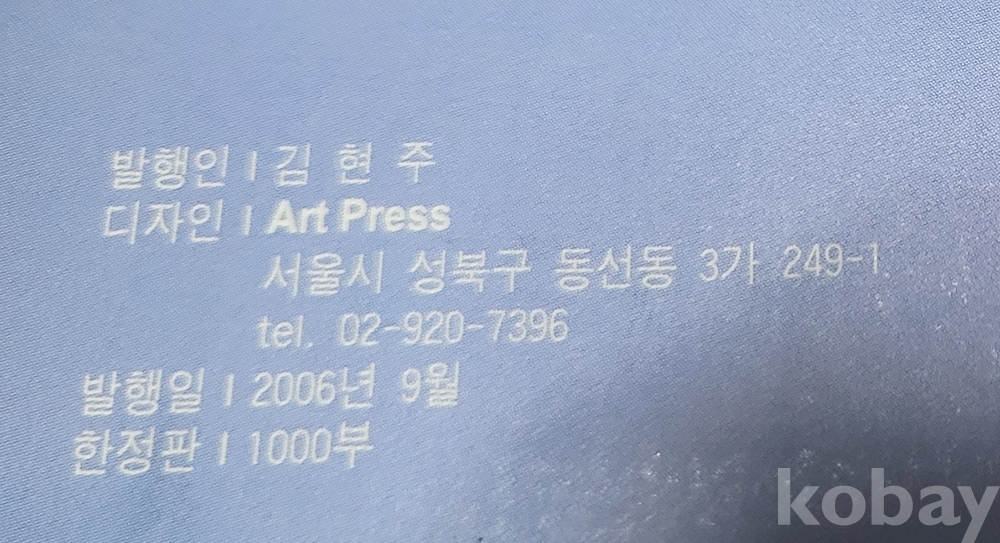 발행인 | 김 현 주
디자인 | Art Press
서울시 성북구 동선동 3가 249-1
tel. 02-920-7396
발행일 | 2006년 9월
한정판 | 1000부
kobay